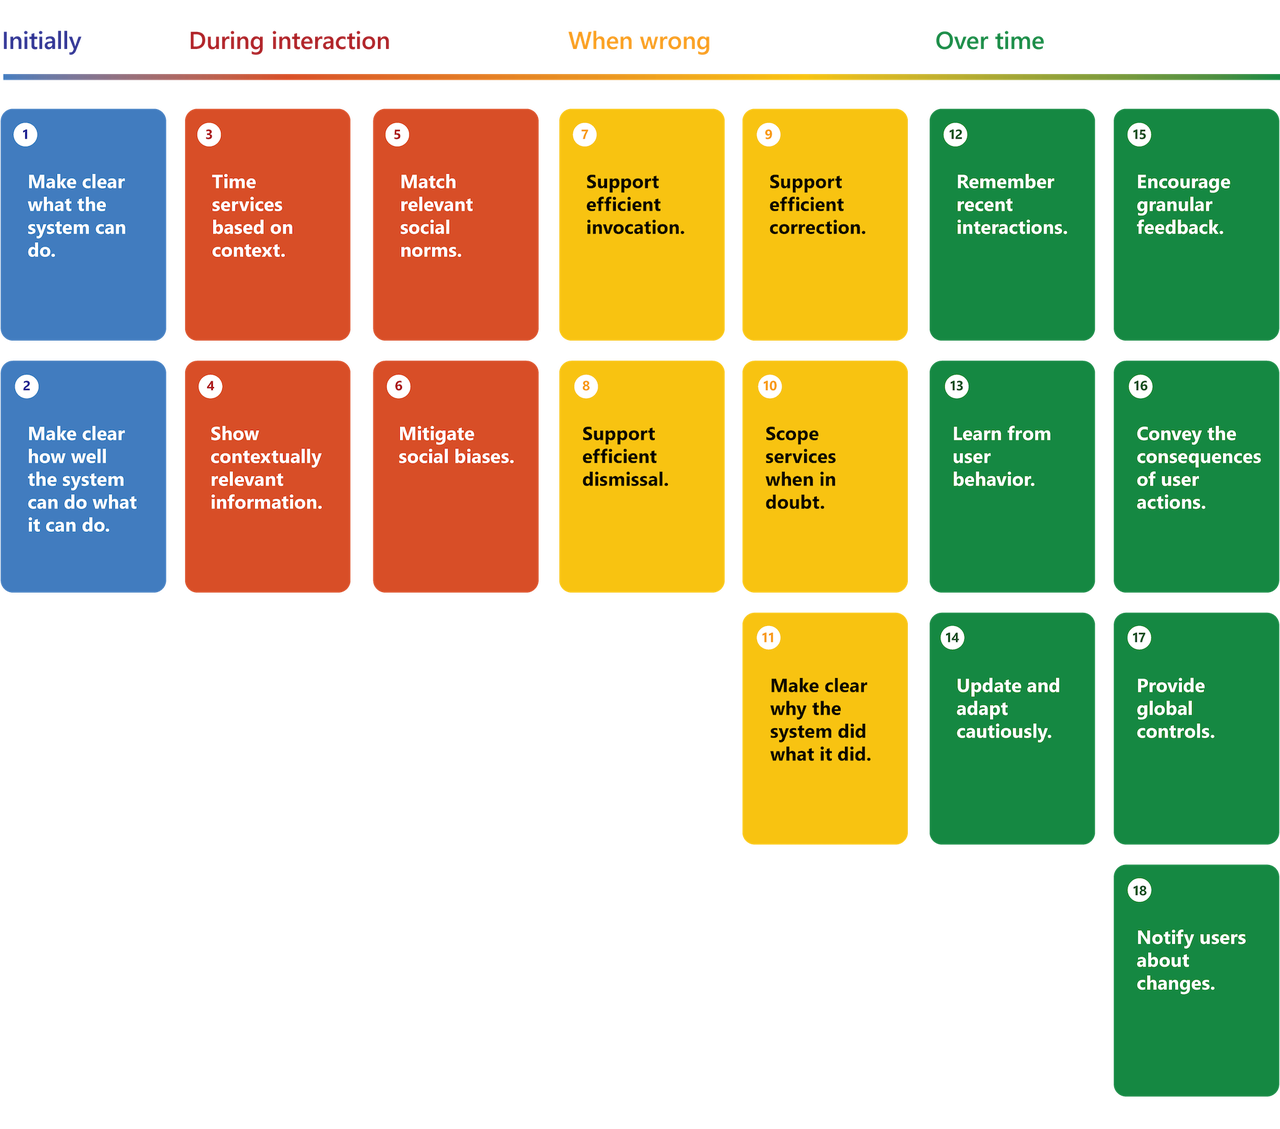 Initially
During interaction
When wrong
Over time
1
Make clear
what the
system can
do.
2
Make clear
how well
the system
can do what
it can do.
3
Time
services
based on
context.
4
Show
contextually
relevant
information.
5
Match
relevant
social
norms.
6
Mitigate
social biases.
7
Support
efficient
invocation.
8
Support
efficient
dismissal.
9
Support
efficient
correction.
10
Scope
services
when in
doubt.
11
Make clear
why the
system did
what it did.
12
Remember
recent
interactions.
13
Learn from
user
behavior.
14
Update and
adapt
cautiously.
15
Encourage
granular
feedback.
16
Convey the
consequences
of user
actions.
17
Provide
global
controls.
18
Notify users
about
changes.